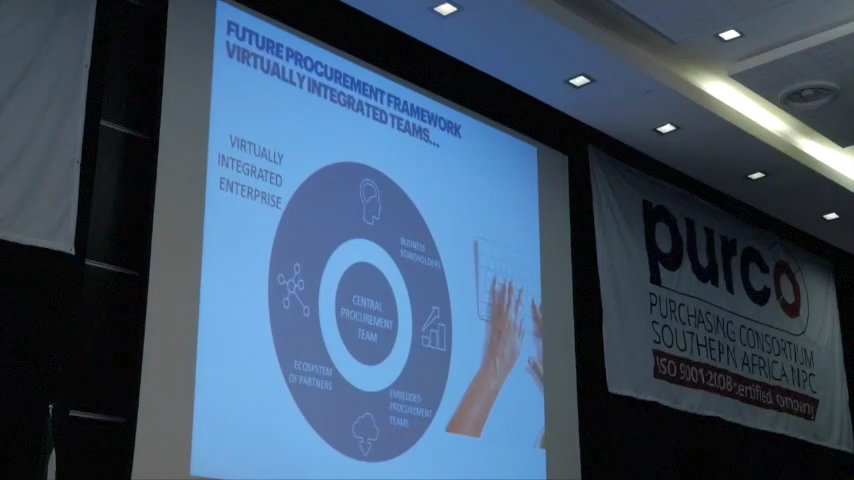 FUTURE PROCUREMENT FRAMEWORK
VIRTUALLY INTEGRATED TEAMS...
VIRTUALLY
INTEGRATED
ENTERPRISE
BUSINESS
STAKEHOLDERS
CENTRAL
PROCUREMENT
TEAM
ECOSYSTEM
OF PARTNERS
EMBEDDED
PROCUREMENT
TEAMS
purco
PURCHASING CONSORTIUM
SOUTHERN AFRICA NPC
ISO 9001:2008 certified company